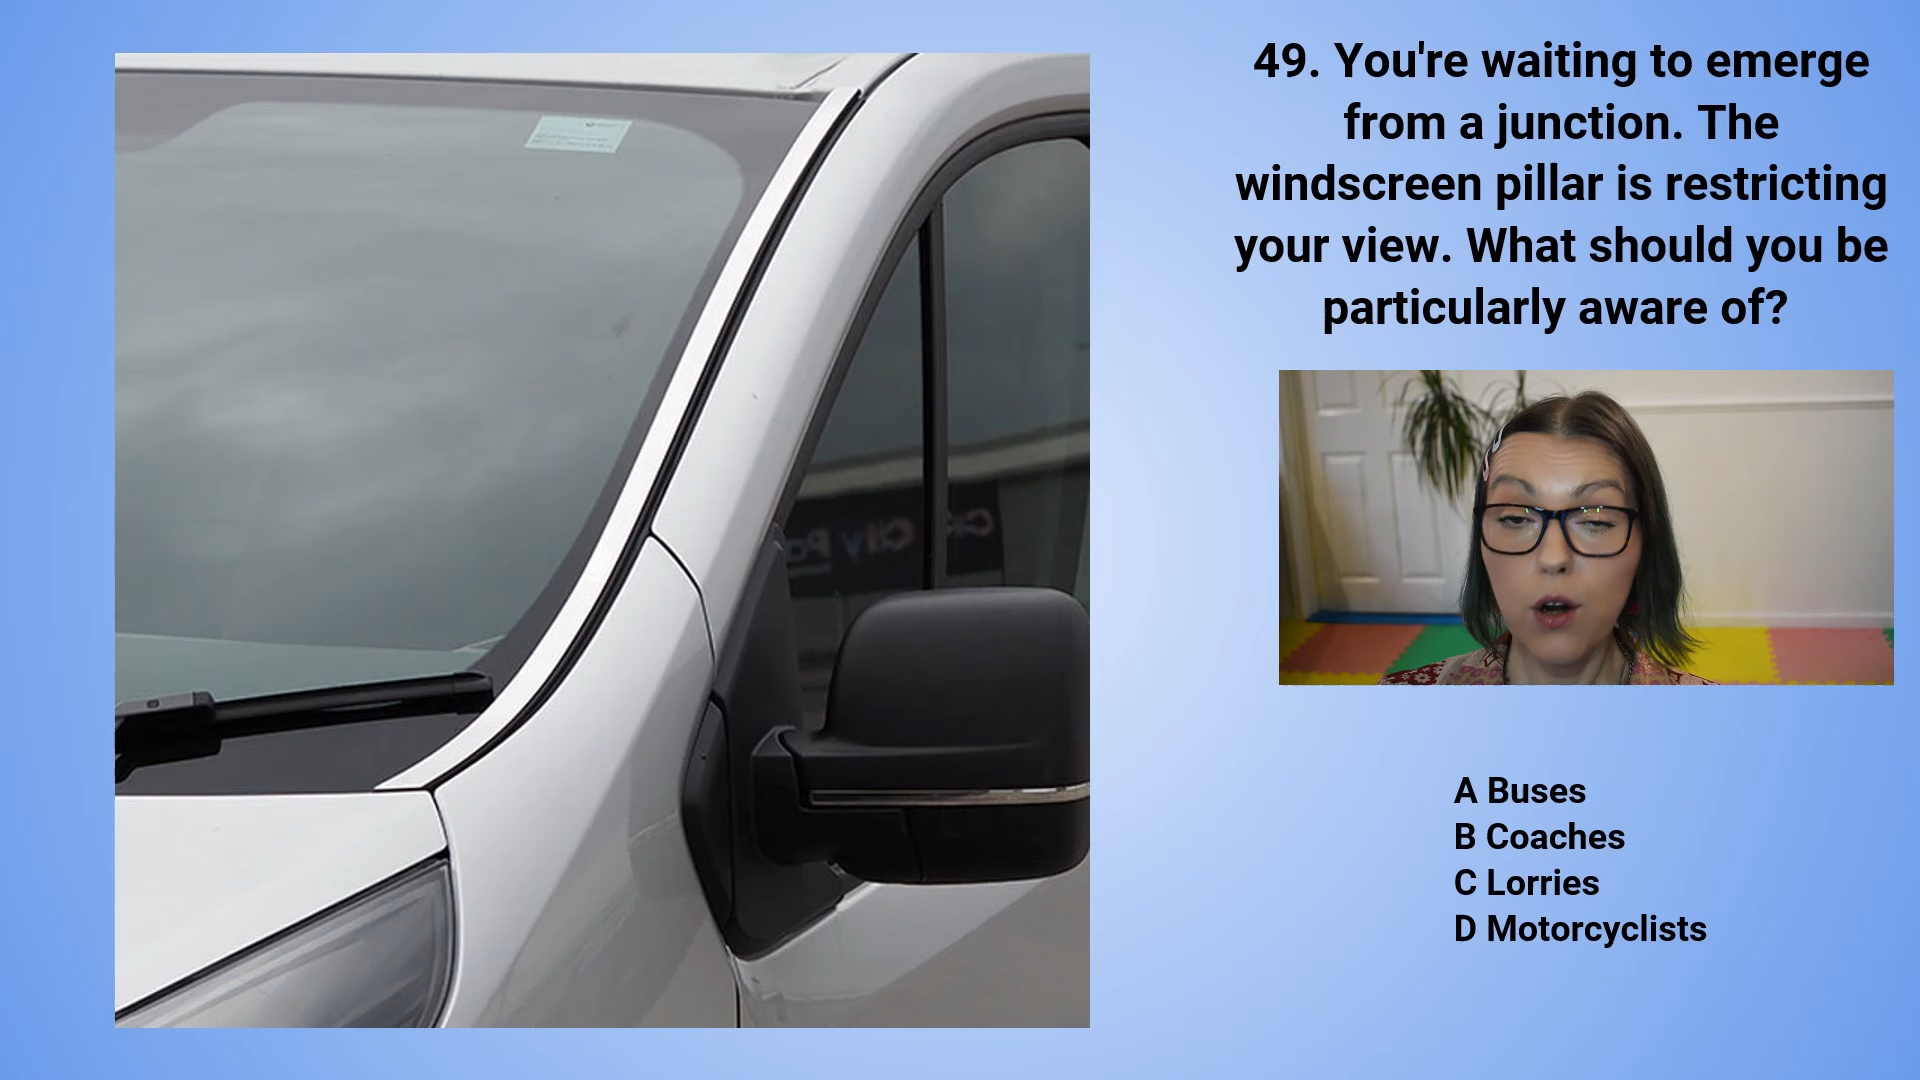 49. You're waiting to emerge
from a junction. The
windscreen pillar is restricting
your view. What should you be
particularly aware of?
A Buses
B Coaches
C Lorries
D Motorcyclists